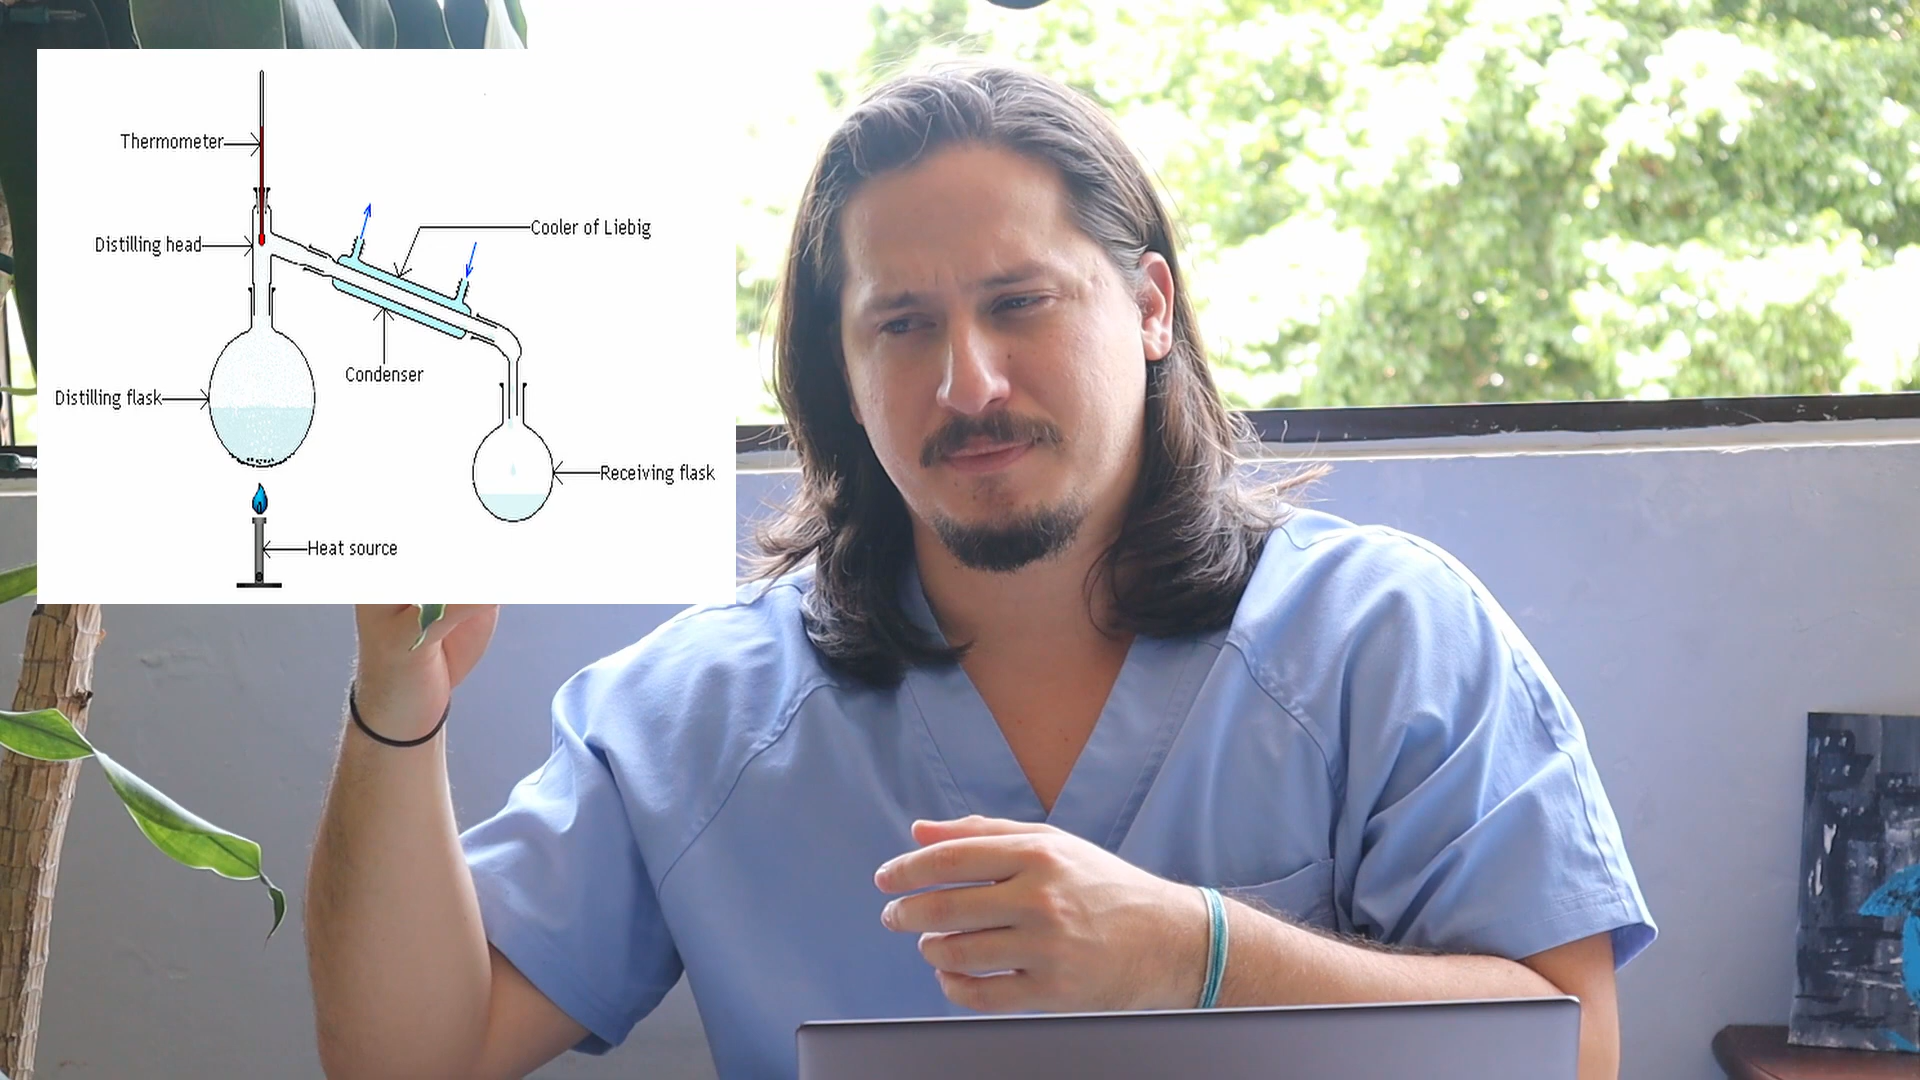 Thermometer
Cooler of Liebig
Distilling head
Condenser
Distilling flask
Receiving flask
Heat source